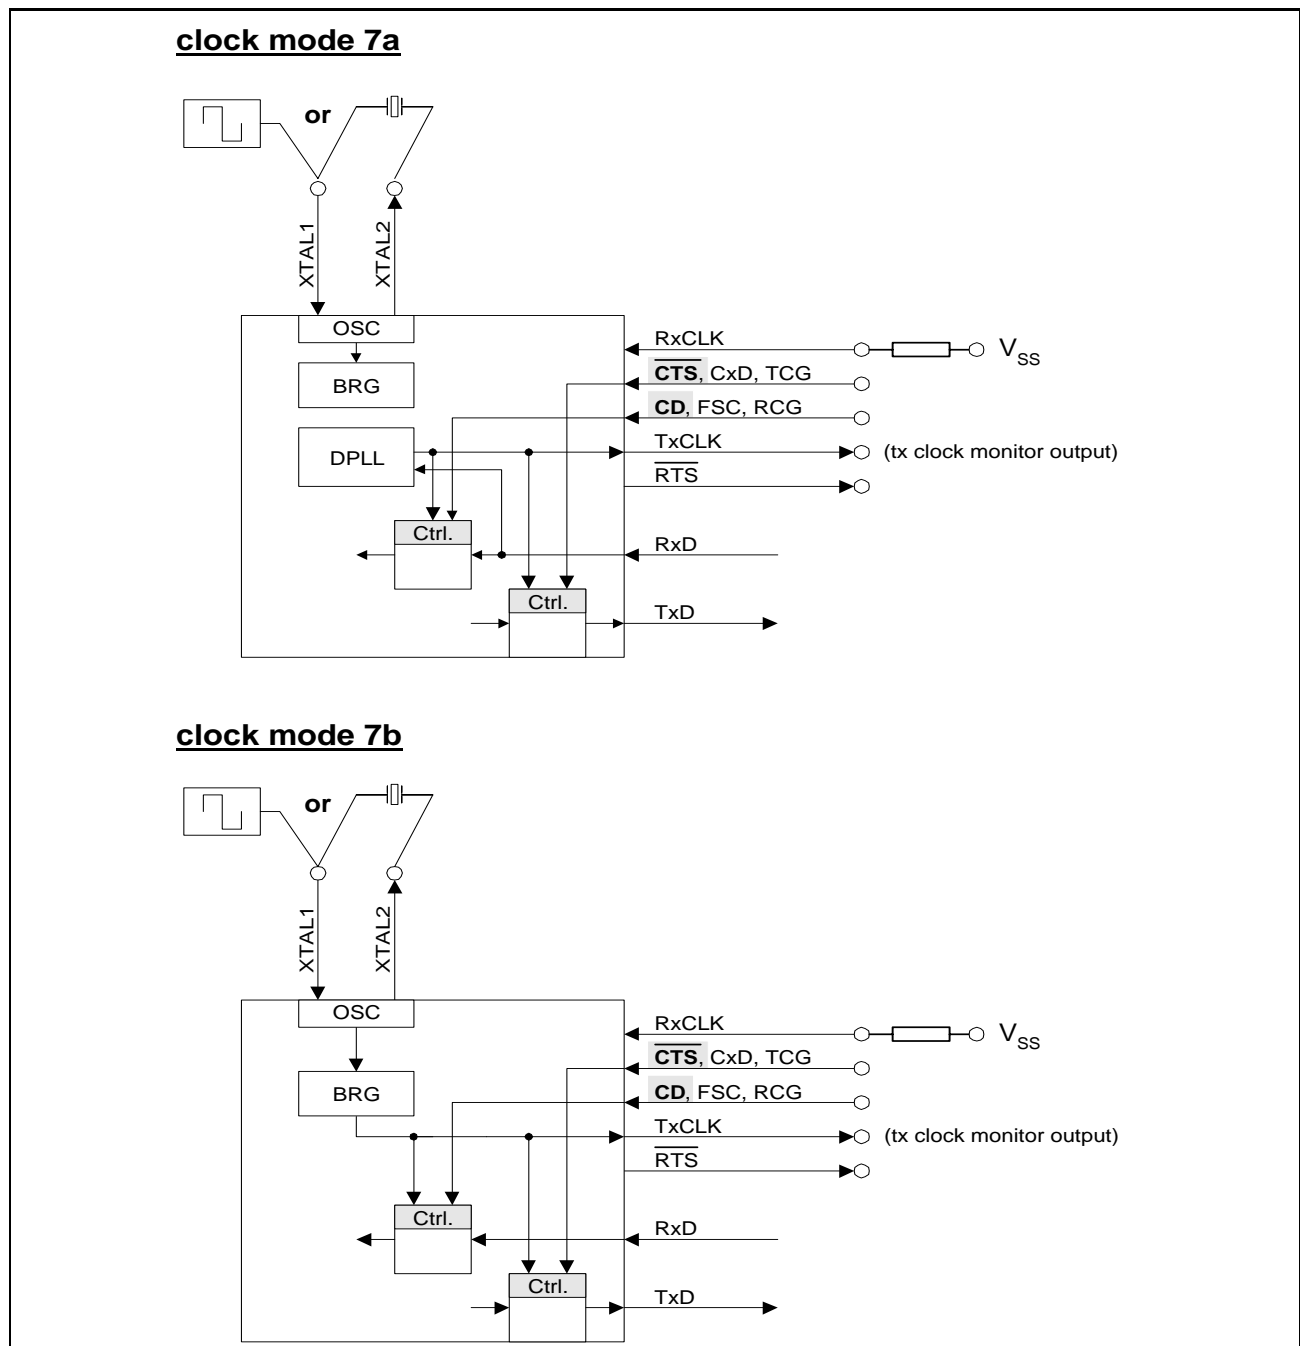 clock mode 7a
or
XTAL1
XTAL2
OSC
BRG
DPLL
RxCLK
VSS
CTS, CxD, TCG
CD, FSC, RCG
TxCLK
(tx clock monitor output)
RTS
Ctrl.
RxD
Ctrl.
TxD
clock mode 7b
or
XTAL1
XTAL2
OSC
BRG
RxCLK
VSS
CTS, CxD, TCG
CD, FSC, RCG
TxCLK
(tx clock monitor output)
RTS
Ctrl.
RxD
Ctrl.
TxD